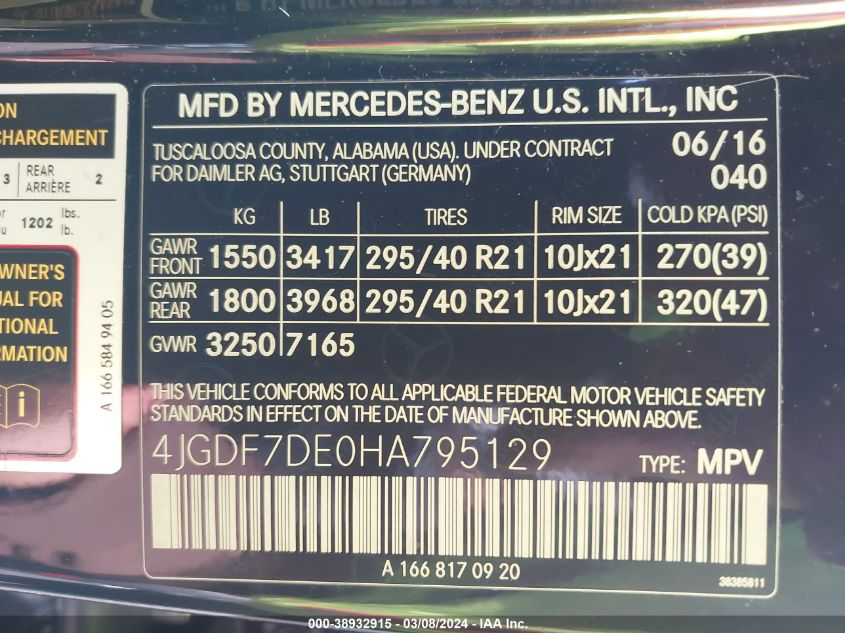 ON
CHARGEMENT
3 REAR ARRIÈRE 2
1202 lbs. lb.
OWNER'S
MANUAL FOR
INFORMATION
A 166 584 94 05
MFD BY MERCEDES-BENZ U.S. INTL., INC
TUSCALOOSA COUNTY, ALABAMA (USA). UNDER CONTRACT 06/16
FOR DAIMLER AG, STUTTGART (GERMANY) 040
KG LB TIRES RIM SIZE COLD KPA (PSI)
GAWR FRONT 1550 3417 295/40 R21 10Jx21 270(39)
GAWR REAR 1800 3968 295/40 R21 10Jx21 320(47)
GVWR 3250 7165
THIS VEHICLE CONFORMS TO ALL APPLICABLE FEDERAL MOTOR VEHICLE SAFETY
STANDARDS IN EFFECT ON THE DATE OF MANUFACTURE SHOWN ABOVE.
4JGDF7DE0HA795129 TYPE: MPV
A 166 817 09 20
38385811
000-38932915 - 03/08/2024 - IAA Inc.